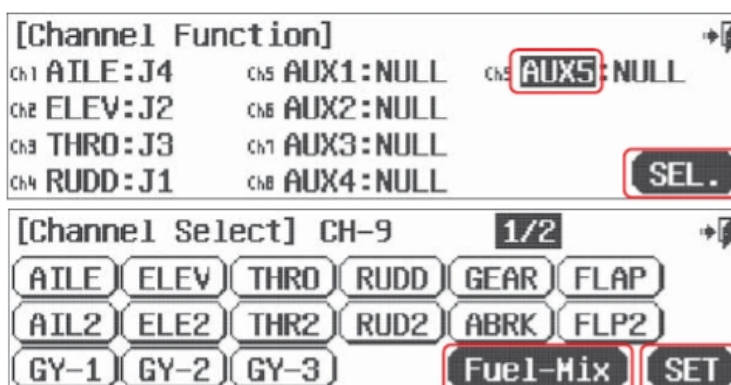 [Channel Function]
Ch1 AILE:J4 Ch5 AUX1:NULL Ch9 AUX5:NULL
Ch2 ELEV:J2 Ch6 AUX2:NULL
Ch3 THRO:J3 Ch7 AUX3:NULL
Ch4 RUDD:J1 Ch8 AUX4:NULL SEL.
[Channel Select] CH-9 1/2
AILE ELEV THRO RUDD GEAR FLAP
AIL2 ELE2 THR2 RUD2 ABRK FLP2
GY-1 GY-2 GY-3 Fuel-Mix SET